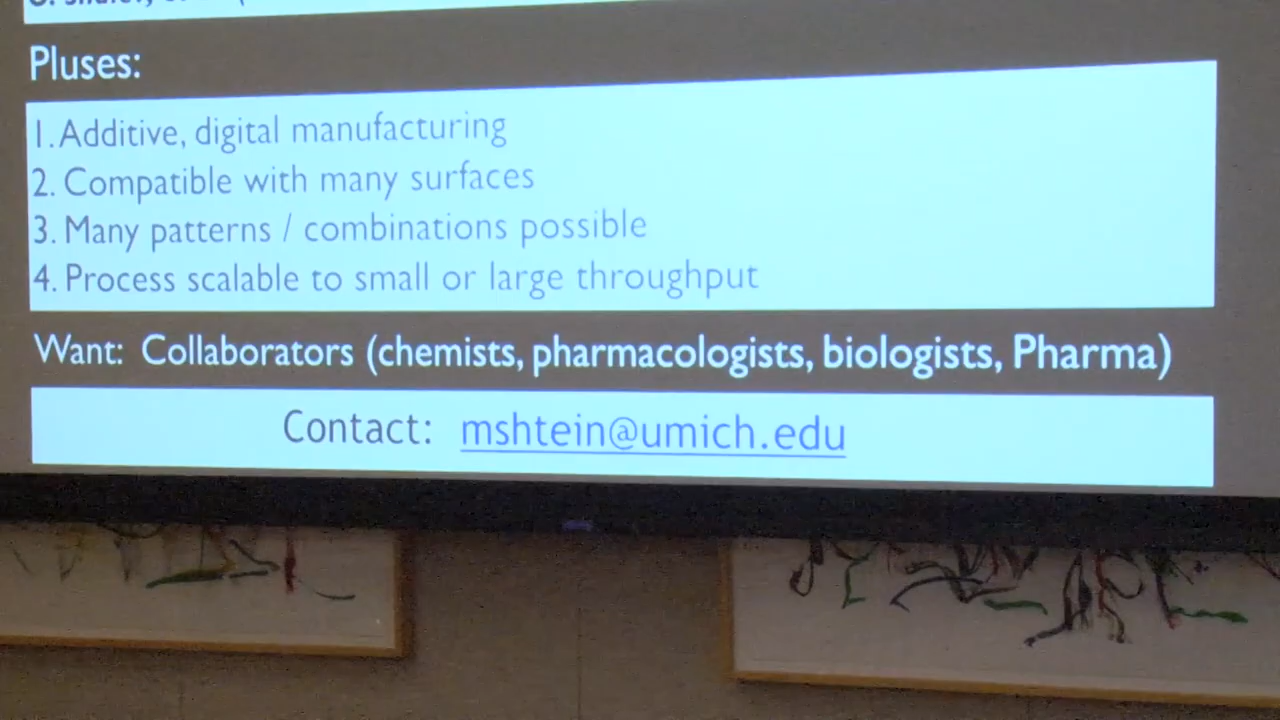 Pluses:
1. Additive, digital manufacturing
2. Compatible with many surfaces
3. Many patterns / combinations possible
4. Process scalable to small or large throughput
Want: Collaborators (chemists, pharmacologists, biologists, Pharma)
Contact: mshtein@umich.edu